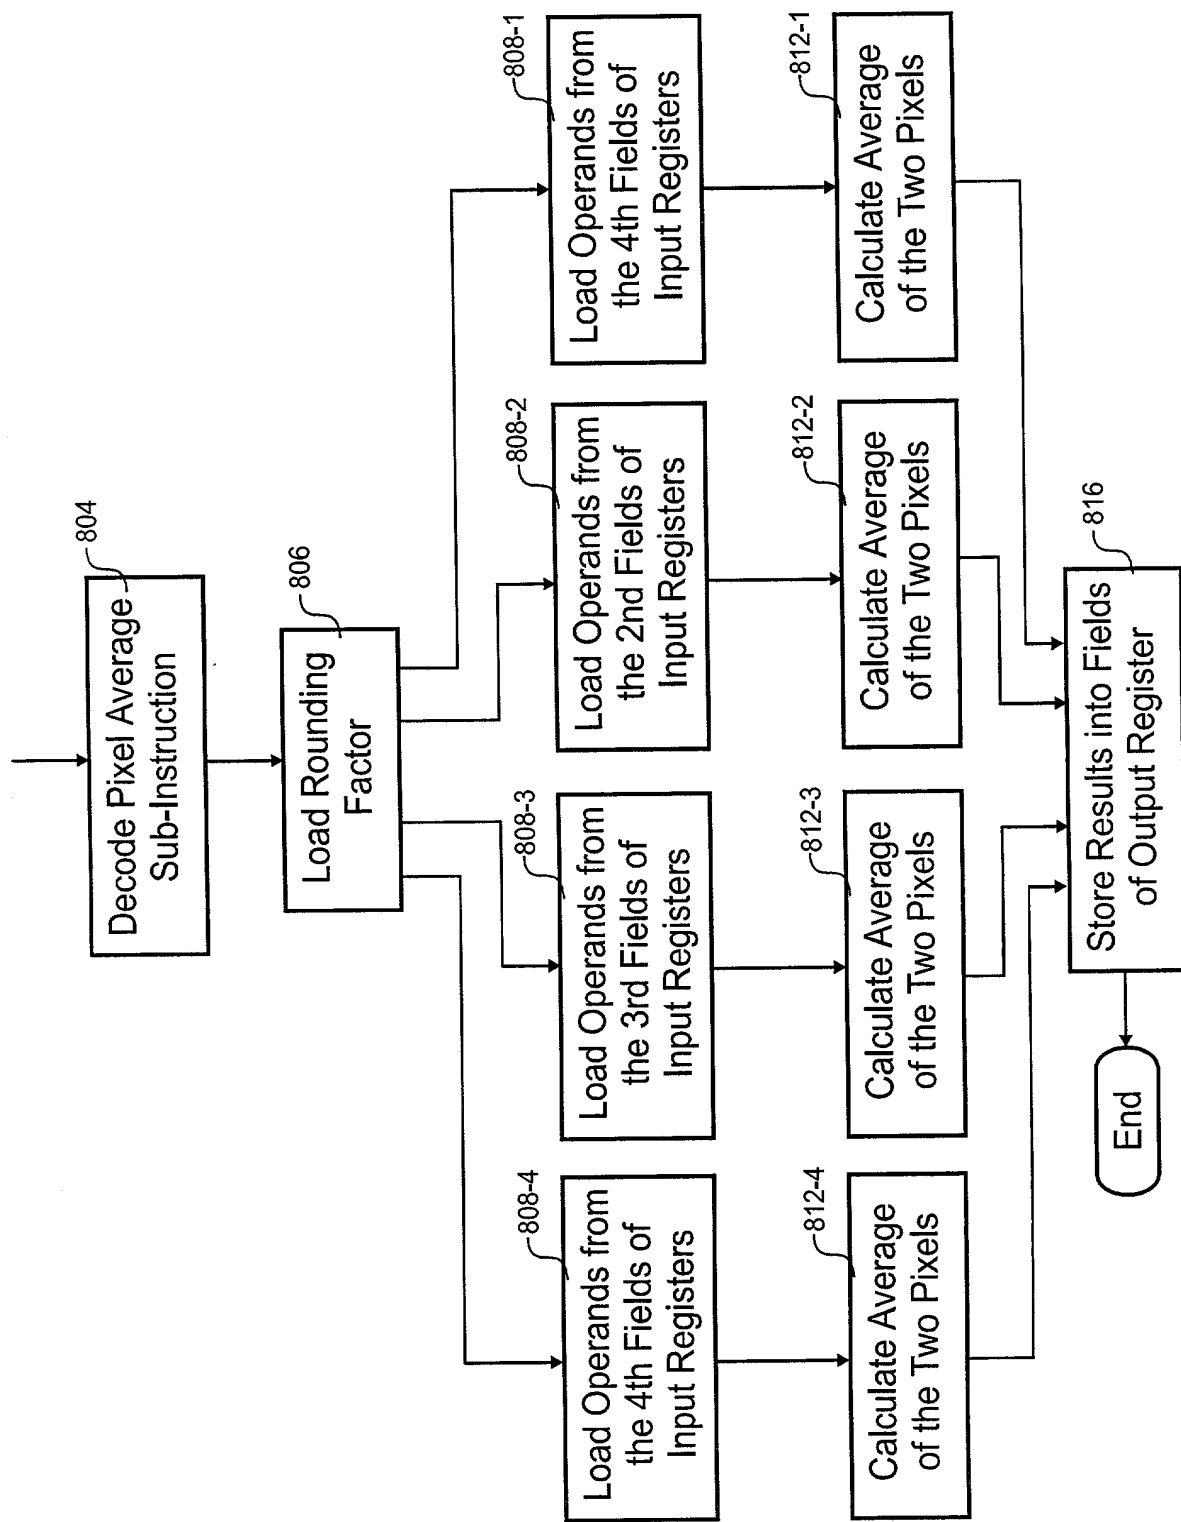 804
Decode Pixel Average
Sub-Instruction
806
Load Rounding
Factor
808-4
Load Operands from
the 4th Fields of
Input Registers
808-3
Load Operands from
the 3rd Fields of
Input Registers
808-2
Load Operands from
the 2nd Fields of
Input Registers
808-1
Load Operands from
the 4th Fields of
Input Registers
812-4
Calculate Average
of the Two Pixels
812-3
Calculate Average
of the Two Pixels
812-2
Calculate Average
of the Two Pixels
812-1
Calculate Average
of the Two Pixels
816
Store Results into Fields
of Output Register
End